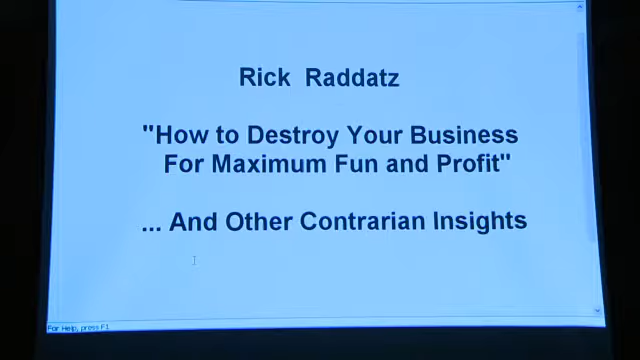 Rick Raddatz
"How to Destroy Your Business
For Maximum Fun and Profit"
... And Other Contrarian Insights
For Help, press F1